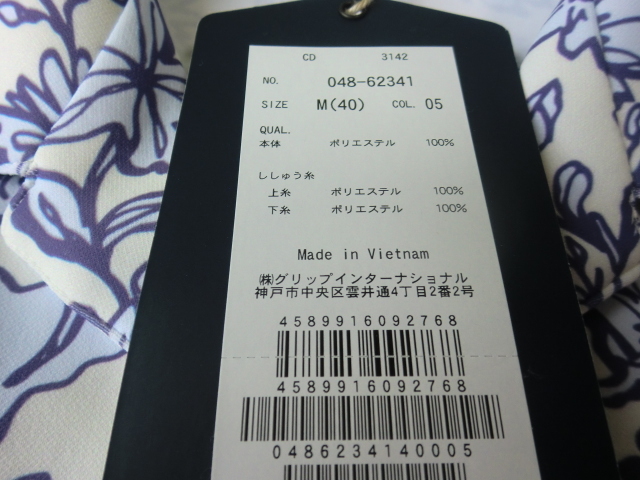 CD 3142
NO. 048-62341
SIZE M(40) COL. 05
QUAL.
本体 ポリエステル 100%
ししゅう糸
上糸 ポリエステル 100%
下糸 ポリエステル 100%
Made in Vietnam
㈱グリップインターナショナル
神戸市中央区雲井通4丁目2番2号
4589916092768
4589916092768
0486234140005